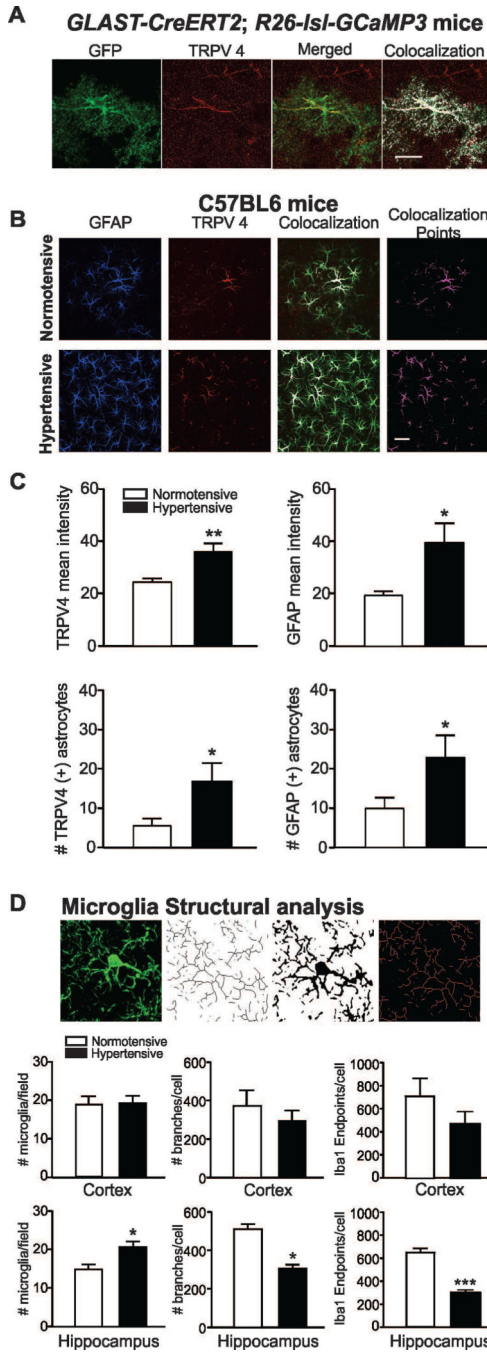 A
GLAST-CreERT2; R26-lsl-GCaMP3 mice
GFP TRPV 4 Merged Colocalization
B
C57BL6 mice
GFAP TRPV 4 Colocalization Colocalization
Points
Normotensive
Hypertensive
C
Normotensive
Hypertensive
TRPV4 mean intensity
60
40
20
0
**
GFAP mean intensity
60
40
20
0
*
# TRPV4 (+) astrocytes
40
30
20
10
0
*
# GFAP (+) astrocytes
40
30
20
10
0
*
D
Microglia Structural analysis
Normotensive
Hypertensive
# microglia/field
30
20
10
0
Cortex
# branches/cell
600
400
200
0
Cortex
Iba1 Endpoints/cell
1000
800
600
400
200
0
Cortex
# microglia/field
30
20
10
0
*
Hippocampus
# branches/cell
600
400
200
0
*
Hippocampus
Iba1 Endpoints/cell
1000
800
600
400
200
0
***
Hippocampus